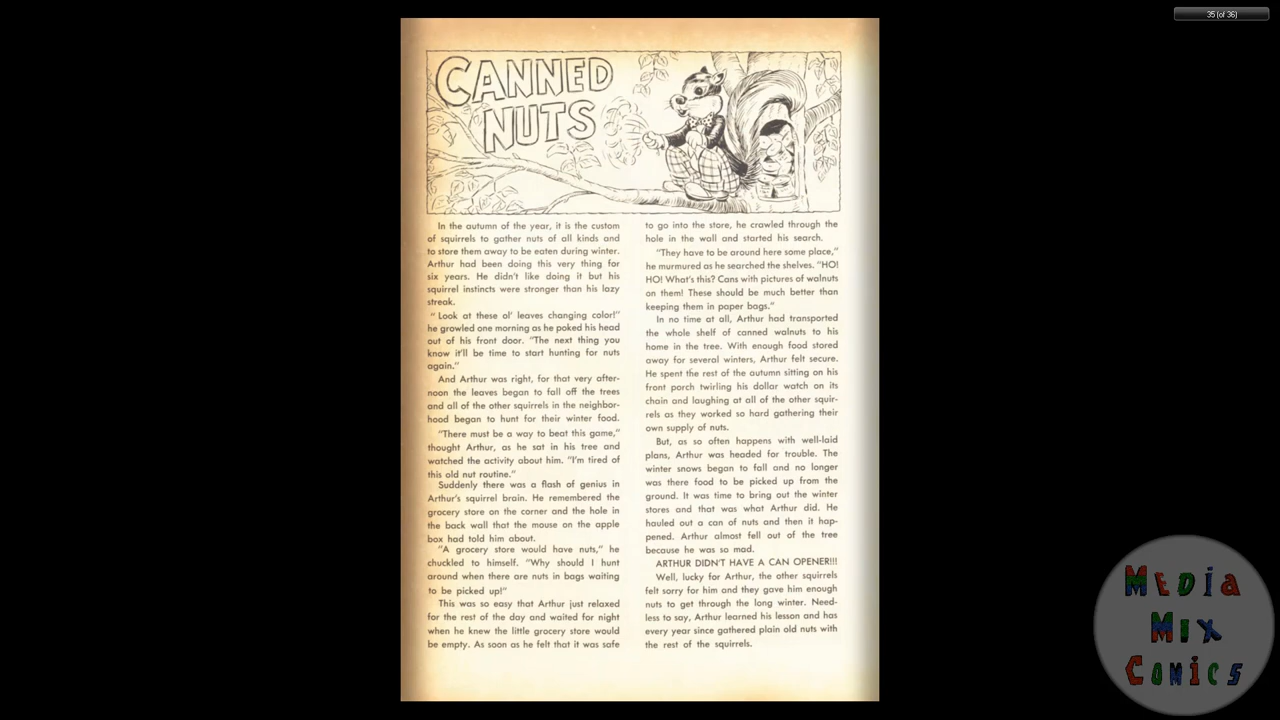 35 (of 36)
CANNED
NUTS
In the autumn of the year, it is the custom
of squirrels to gather nuts of all kinds and
to store them away to be eaten during winter.
Arthur had been doing this very thing for
six years. He didn't like doing it but his
squirrel instincts were stronger than his lazy
streak.
"Look at these ol' leaves changing color!"
he growled one morning as he poked his head
out of his front door. "The next thing you
know it'll be time to start hunting for nuts
again."
And Arthur was right, for that very after-
noon the leaves began to fall off the trees
and all of the other squirrels in the neighbor-
hood began to hunt for their winter food.
"There must be a way to beat this game,"
thought Arthur, as he sat in his tree and
watched the activity about him. "I'm tired of
this old nut routine."
Suddenly there was a flash of genius in
Arthur's squirrel brain. He remembered the
grocery store on the corner and the hole in
the back wall that the mouse on the apple
box had told him about.
"A grocery store would have nuts," he
chuckled to himself. "Why should I hunt
around when there are nuts in bags waiting
to be picked up!"
This was so easy that Arthur just relaxed
for the rest of the day and waited for night
when he knew the little grocery store would
be empty. As soon as he felt that it was safe
to go into the store, he crawled through the
hole in the wall and started his search.
"They have to be around here some place,"
he murmured as he searched the shelves. "HO!
HO! What's this? Cans with pictures of walnuts
on them! These should be much better than
keeping them in paper bags."
In no time at all, Arthur had transported
the whole shelf of canned walnuts to his
home in the tree. With enough food stored
away for several winters, Arthur felt secure.
He spent the rest of the autumn sitting on his
front porch twirling his dollar watch on its
chain and laughing at all of the other squir-
rels as they worked so hard gathering their
own supply of nuts.
But, as so often happens with well-laid
plans, Arthur was headed for trouble. The
winter snows began to fall and no longer
was there food to be picked up from the
ground. It was time to bring out the winter
stores and that was what Arthur did. He
hauled out a can of nuts and then it hap-
pened. Arthur almost fell out of the tree
because he was so mad.
ARTHUR DIDN'T HAVE A CAN OPENER!!!
Well, lucky for Arthur, the other squirrels
felt sorry for him and they gave him enough
nuts to get through the long winter. Need-
less to say, Arthur learned his lesson and has
every year since gathered plain old nuts with
the rest of the squirrels.
MEDiA
MIX
COMiCS